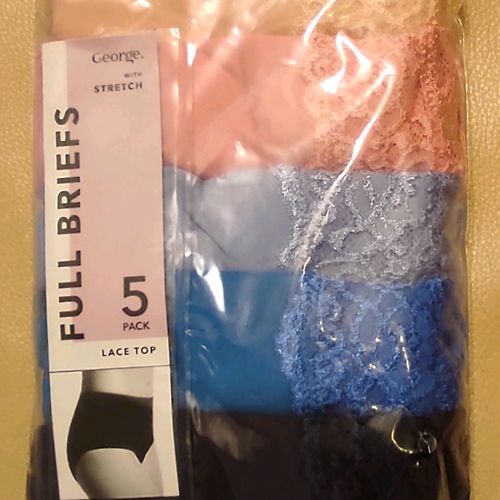 George.
WITH
STRETCH
FULL BRIEFS
5
PACK
LACE TOP